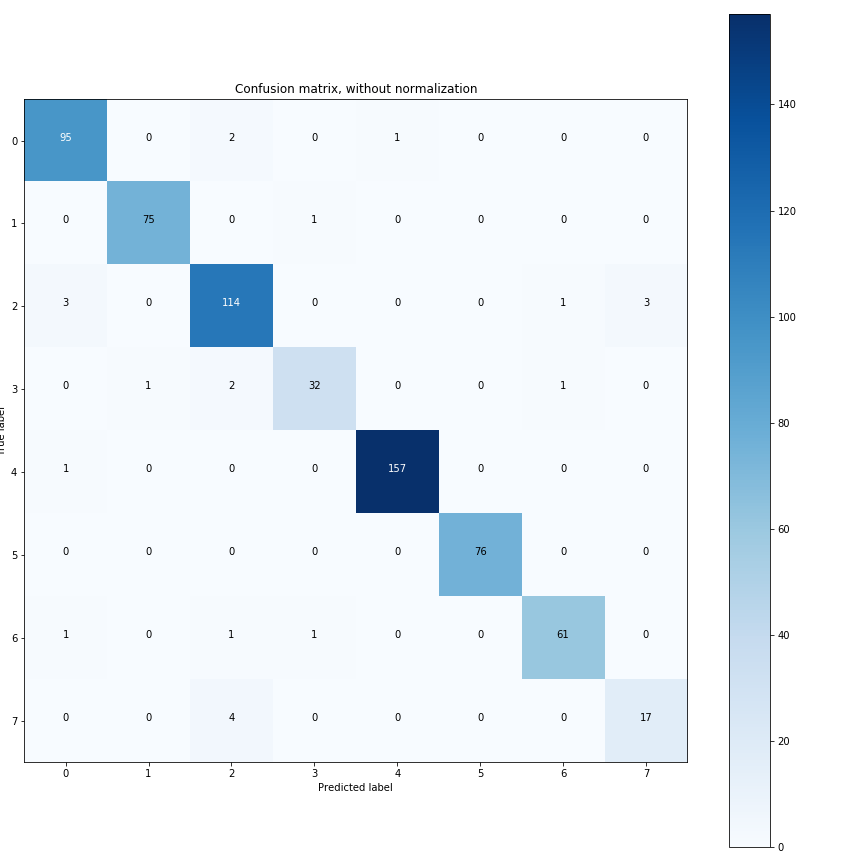 Confusion matrix, without normalization
0 95 0 2 0 1 0 0 0
1 0 75 0 1 0 0 0 0
2 3 0 114 0 0 0 1 3
3 0 1 2 32 0 0 1 0
4 1 0 0 0 157 0 0 0
5 0 0 0 0 0 76 0 0
6 1 0 1 1 0 0 61 0
7 0 0 4 0 0 0 0 17
0 1 2 3 4 5 6 7
Predicted label
label
140
120
100
80
60
40
20
0